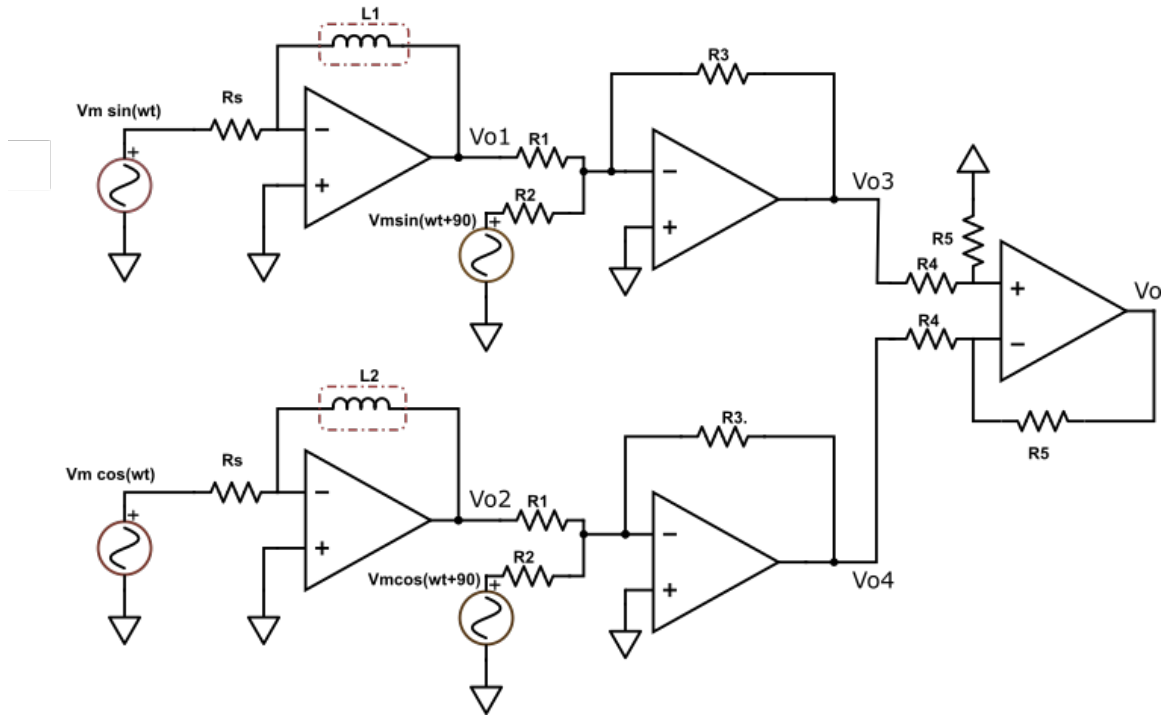 L1
R3
Vm sin(wt)
Rs
Vo1
R1
R2
Vmsin(wt+90)
Vo3
R5
R4
Vo
R4
R5
L2
R3.
Vm cos(wt)
Rs
Vo2
R1
R2
Vmcos(wt+90)
Vo4